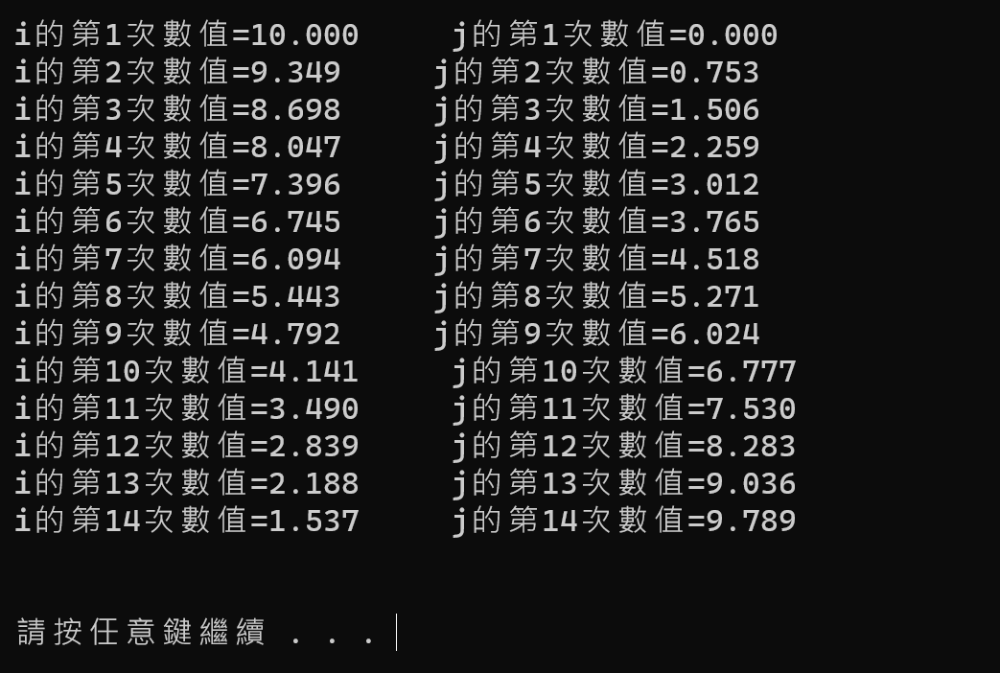 i的第1次數值=10.000     j的第1次數值=0.000
i的第2次數值=9.349     j的第2次數值=0.753
i的第3次數值=8.698     j的第3次數值=1.506
i的第4次數值=8.047     j的第4次數值=2.259
i的第5次數值=7.396     j的第5次數值=3.012
i的第6次數值=6.745     j的第6次數值=3.765
i的第7次數值=6.094     j的第7次數值=4.518
i的第8次數值=5.443     j的第8次數值=5.271
i的第9次數值=4.792     j的第9次數值=6.024
i的第10次數值=4.141     j的第10次數值=6.777
i的第11次數值=3.490     j的第11次數值=7.530
i的第12次數值=2.839     j的第12次數值=8.283
i的第13次數值=2.188     j的第13次數值=9.036
i的第14次數值=1.537     j的第14次數值=9.789
請按任意鍵繼續 . . .